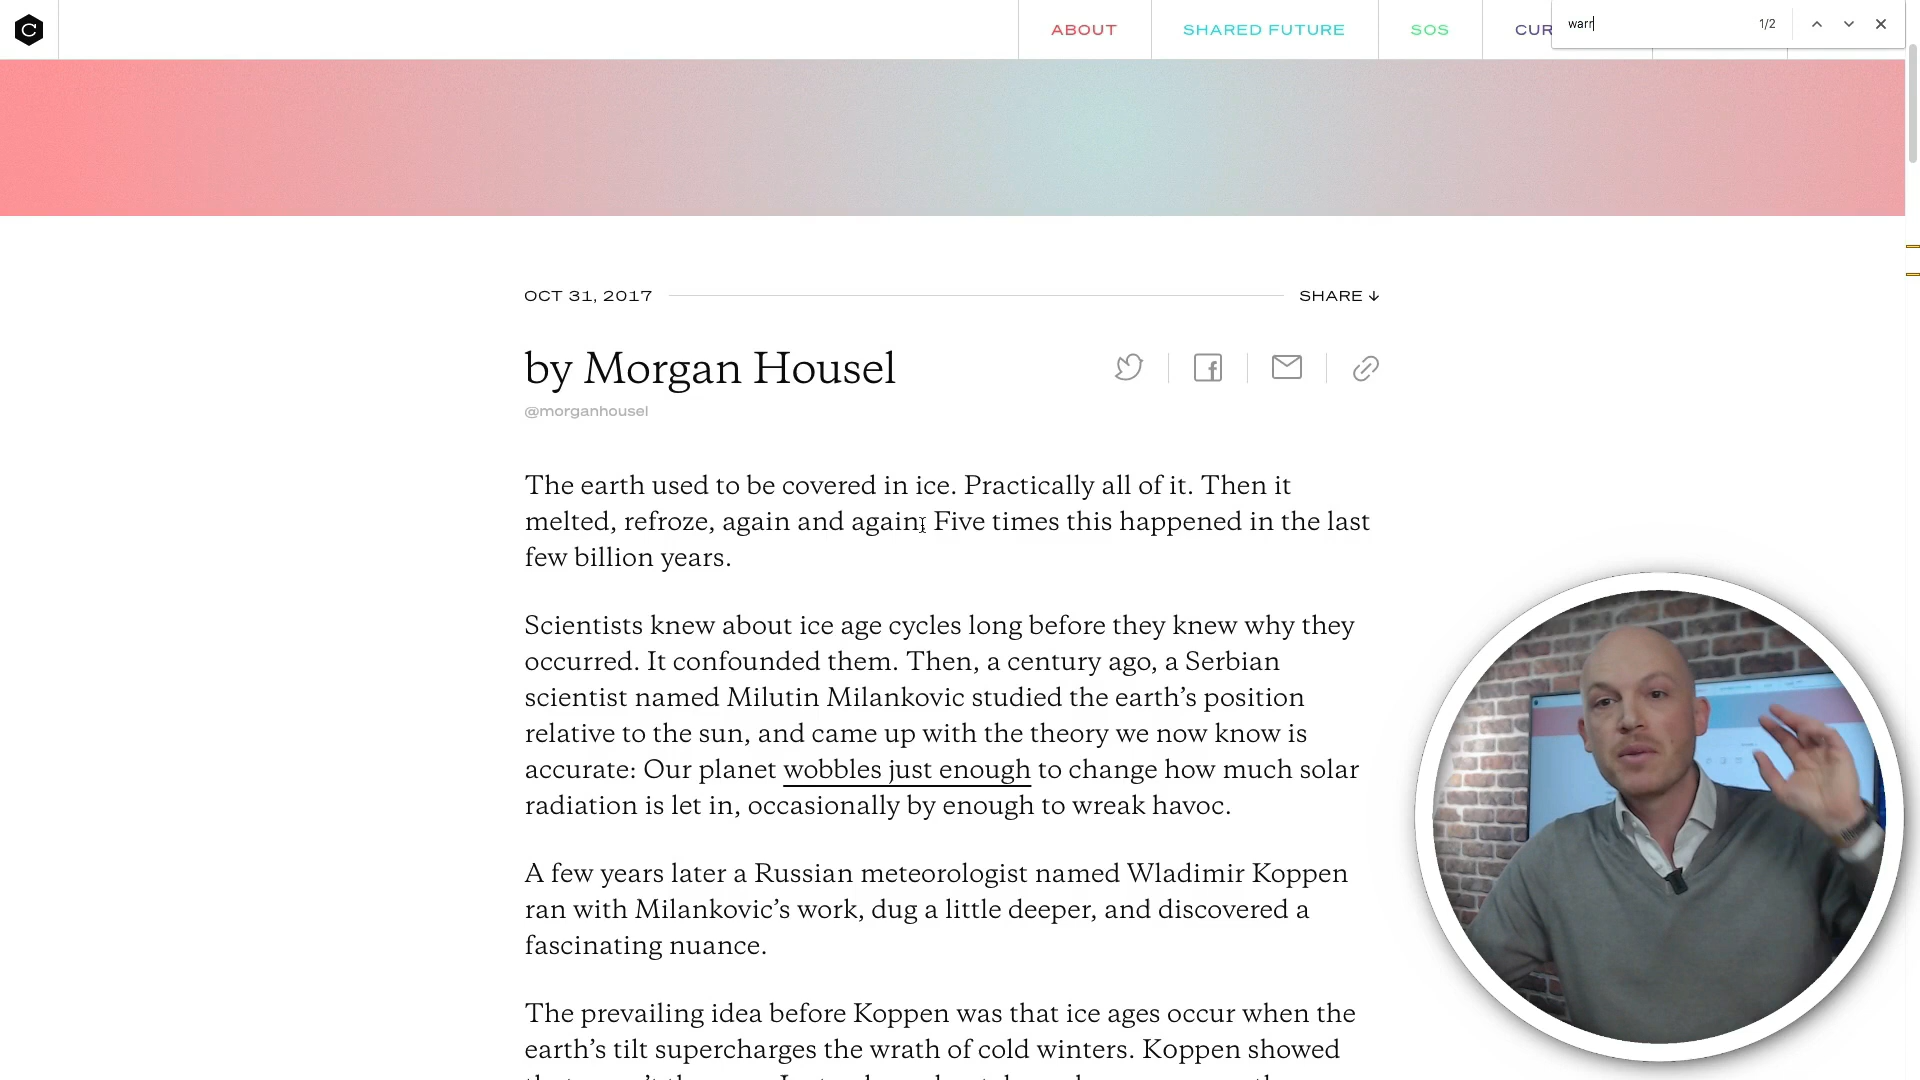 C
ABOUT
SHARED FUTURE
SOS
CUR
warr
1/2
OCT 31, 2017
SHARE ↓
by Morgan Housel
@morganhousel
The earth used to be covered in ice. Practically all of it. Then it
melted, refroze, again and again. Five times this happened in the last
few billion years.
Scientists knew about ice age cycles long before they knew why they
occurred. It confounded them. Then, a century ago, a Serbian
scientist named Milutin Milankovic studied the earth’s position
relative to the sun, and came up with the theory we now know is
accurate: Our planet wobbles just enough to change how much solar
radiation is let in, occasionally by enough to wreak havoc.
A few years later a Russian meteorologist named Wladimir Koppen
ran with Milankovic’s work, dug a little deeper, and discovered a
fascinating nuance.
The prevailing idea before Koppen was that ice ages occur when the
earth’s tilt supercharges the wrath of cold winters. Koppen showed